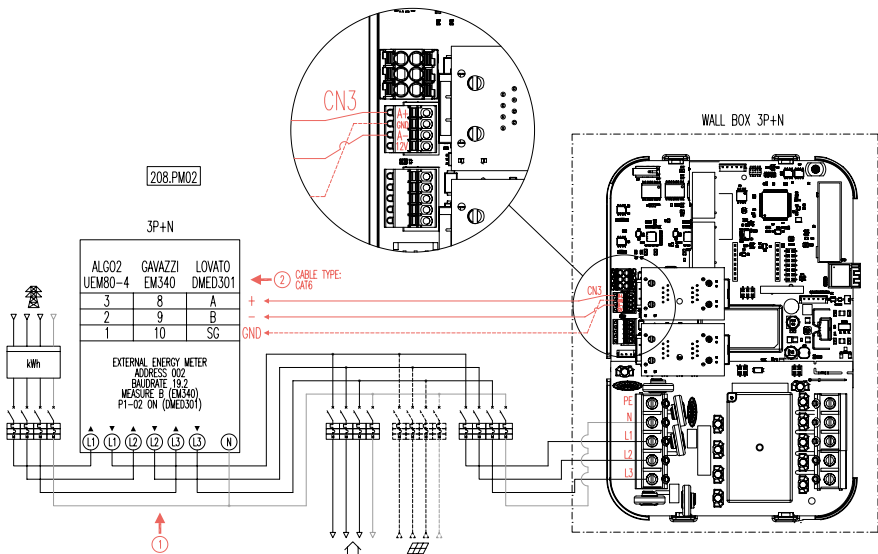 CN3
A+
GND
A-
12V
WALL BOX 3P+N
208.PM02
3P+N
ALGO2 GAVAZZI LOVATO
UEM80-4 EM340 DMED301
3 8 A +
2 9 B -
1 10 SG GND
2 CABLE TYPE:
CAT6
CN3
kWh
EXTERNAL ENERGY METER
ADDRESS 002
BAUDRATE 19.2
MEASURE B (EM340)
P1-02 ON (DMED301)
L1 L1 L2 L2 L3 L3 N
PE
N
L1
L2
L3
1